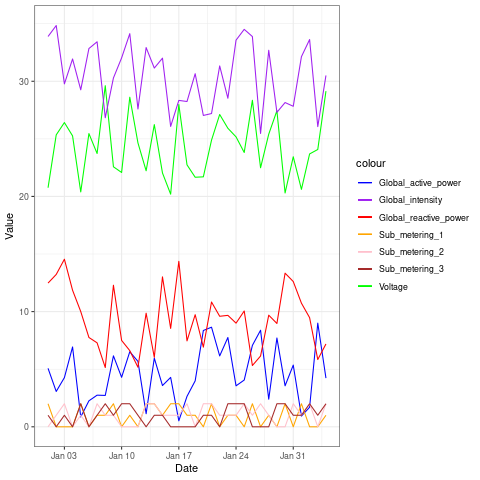 Value
30
20
10
0
Jan 03 Jan 10 Jan 17 Jan 24 Jan 31
Date
colour
Global_active_power
Global_intensity
Global_reactive_power
Sub_metering_1
Sub_metering_2
Sub_metering_3
Voltage